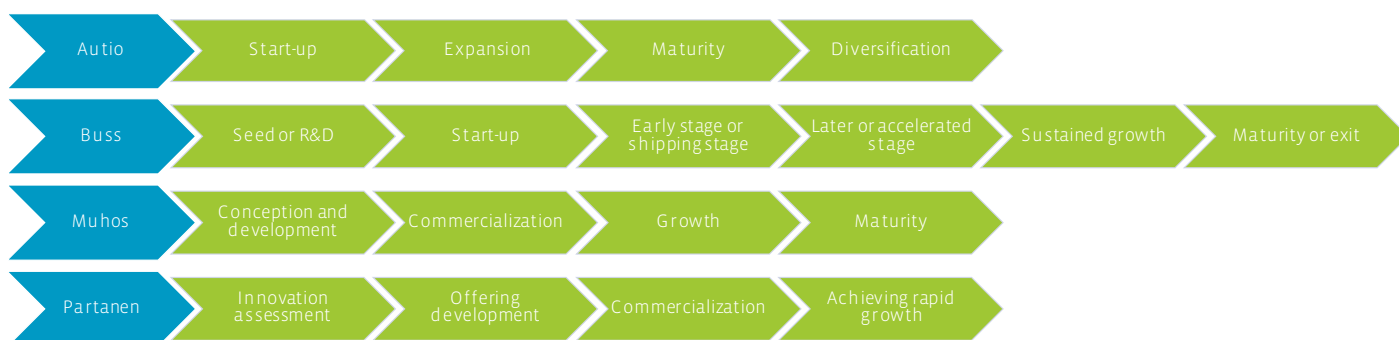 Autio
Start-up
Expansion
Maturity
Diversification
Buss
Seed or R&D
Start-up
Early stage or
shipping stage
Later or accelerated
stage
Sustained growth
Maturity or exit
Muhos
Conception and
development
Commercialization
Growth
Maturity
Partanen
Innovation
assessment
Offering
development
Commercialization
Achieving rapid
growth